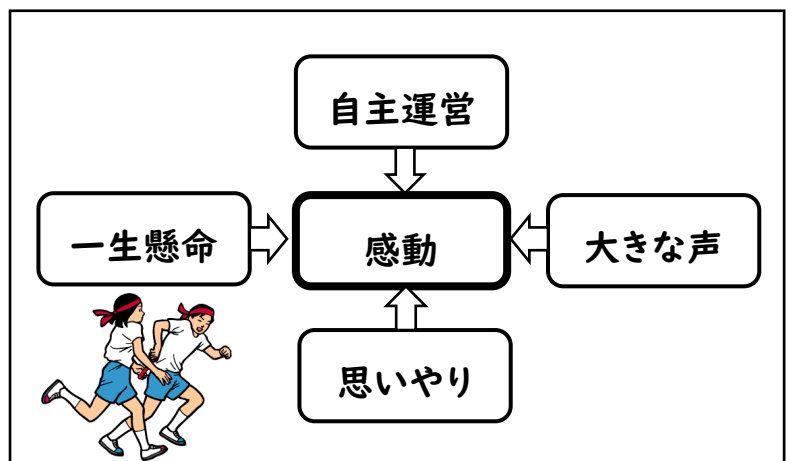 自主運営
一生懸命
感動
大きな声
思いやり